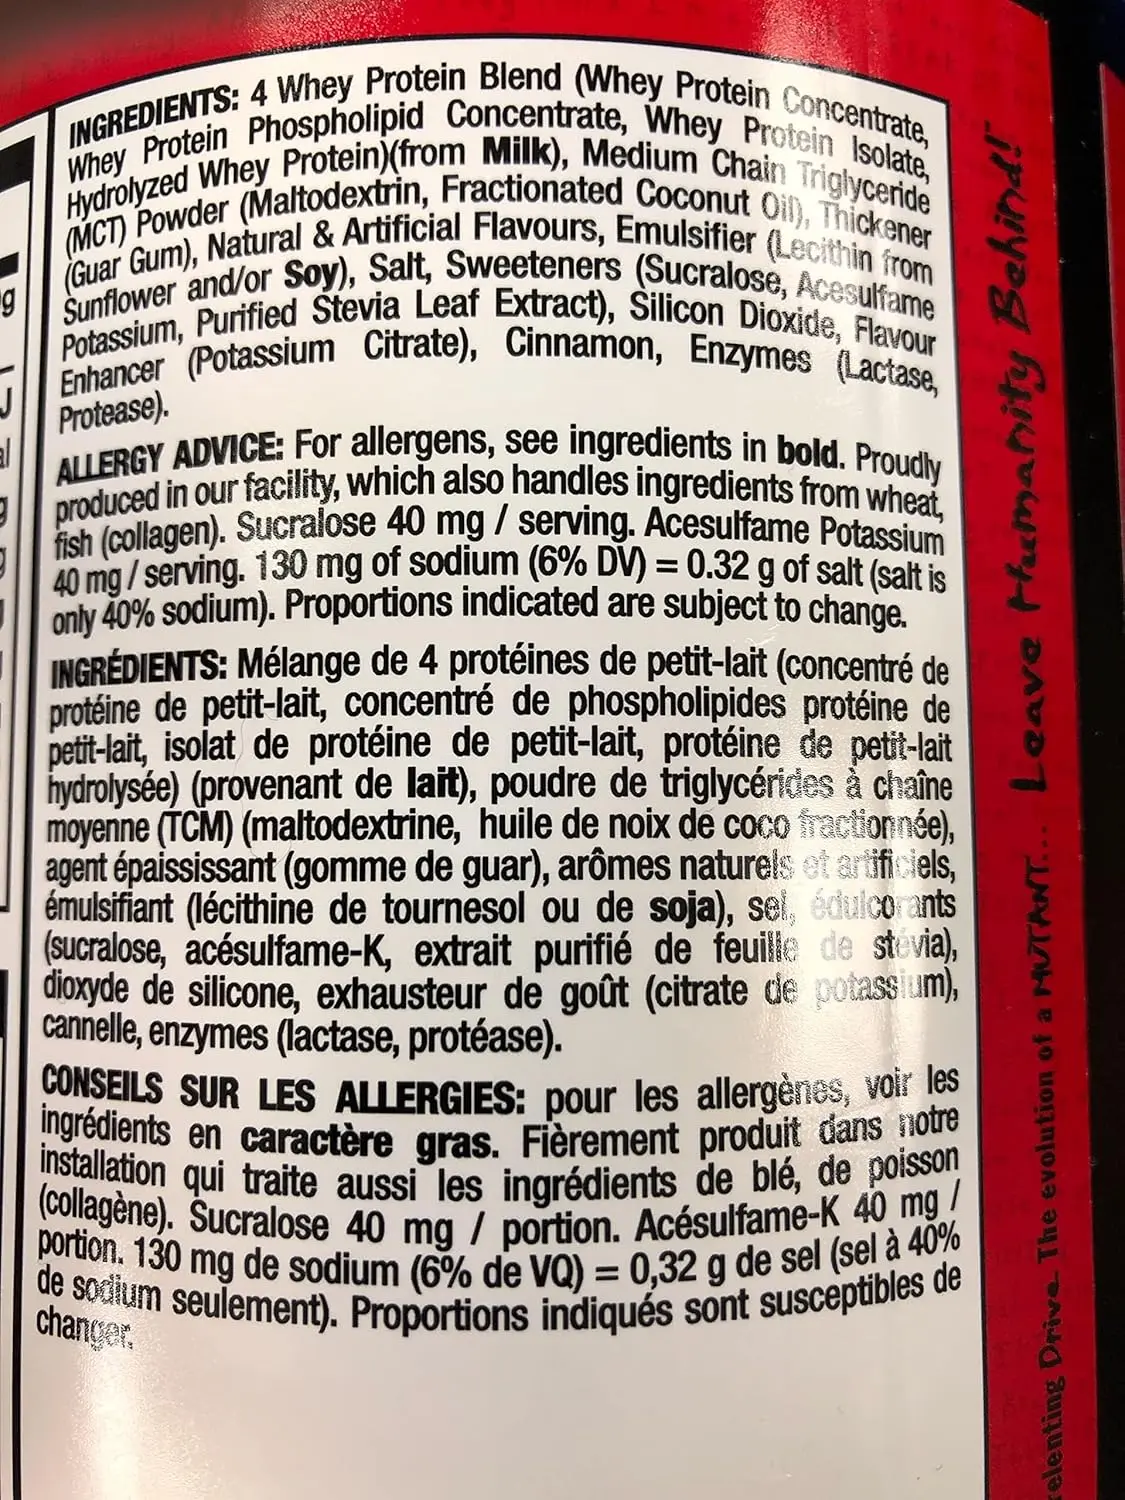 INGREDIENTS: 4 Whey Protein Blend (Whey Protein Concentrate,
Whey Protein Phospholipid Concentrate, Whey Protein Isolate,
Hydrolyzed Whey Protein)(from Milk), Medium Chain Triglyceride
(MCT) Powder (Maltodextrin, Fractionated Coconut Oil), Thickener
(Guar Gum), Natural & Artificial Flavours, Emulsifier (Lecithin from
Sunflower and/or Soy), Salt, Sweeteners (Sucralose, Acesulfame
Potassium, Purified Stevia Leaf Extract), Silicon Dioxide, Flavour
Enhancer (Potassium Citrate), Cinnamon, Enzymes (Lactase,
Protease).
ALLERGY ADVICE: For allergens, see ingredients in bold. Proudly
produced in our facility, which also handles ingredients from wheat,
fish (collagen). Sucralose 40 mg / serving. Acesulfame Potassium
40 mg / serving. 130 mg of sodium (6% DV) = 0.32 g of salt (salt is
only 40% sodium). Proportions indicated are subject to change.
INGRÉDIENTS: Mélange de 4 protéines de petit-lait (concentré de
protéine de petit-lait, concentré de phospholipides protéine de
petit-lait, isolat de protéine de petit-lait, protéine de petit-lait
hydrolysée) (provenant de lait), poudre de triglycérides à chaîne
moyenne (TCM) (maltodextrine, huile de noix de coco fractionnée),
agent épaississant (gomme de guar), arômes naturels et artificiels,
émulsifiant (lécithine de tournesol ou de soja), sel, édulcorants
(sucralose, acésulfame-K, extrait purifié de feuille de stévia),
dioxyde de silicone, exhausteur de goût (citrate de potassium),
cannelle, enzymes (lactase, protéase).
CONSEILS SUR LES ALLERGIES: pour les allergènes, voir les
ingrédients en caractère gras. Fièrement produit dans notre
installation qui traite aussi les ingrédients de blé, de poisson
(collagène). Sucralose 40 mg / portion. Acésulfame-K 40 mg /
portion. 130 mg de sodium (6% de VQ) = 0,32 g de sel (sel à 40%
de sodium seulement). Proportions indiqués sont susceptibles de
changer.
elenting Drive. The evolution of a MUTANT... Leave Humanity Behind!